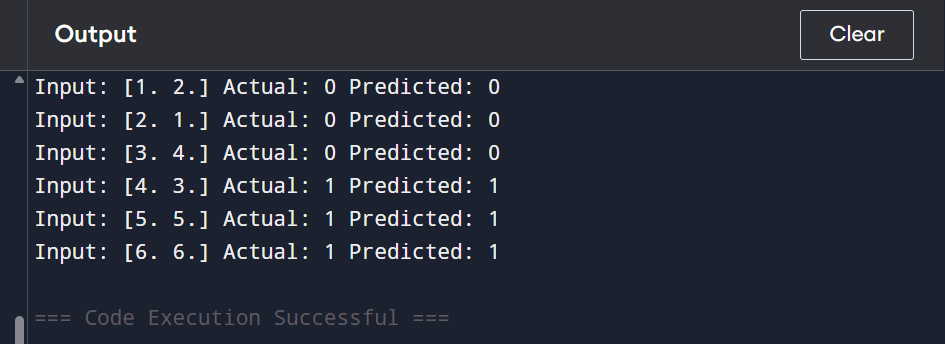 Output
Clear
Input: [1. 2.] Actual: 0 Predicted: 0
Input: [2. 1.] Actual: 0 Predicted: 0
Input: [3. 4.] Actual: 0 Predicted: 0
Input: [4. 3.] Actual: 1 Predicted: 1
Input: [5. 5.] Actual: 1 Predicted: 1
Input: [6. 6.] Actual: 1 Predicted: 1
=== Code Execution Successful ===